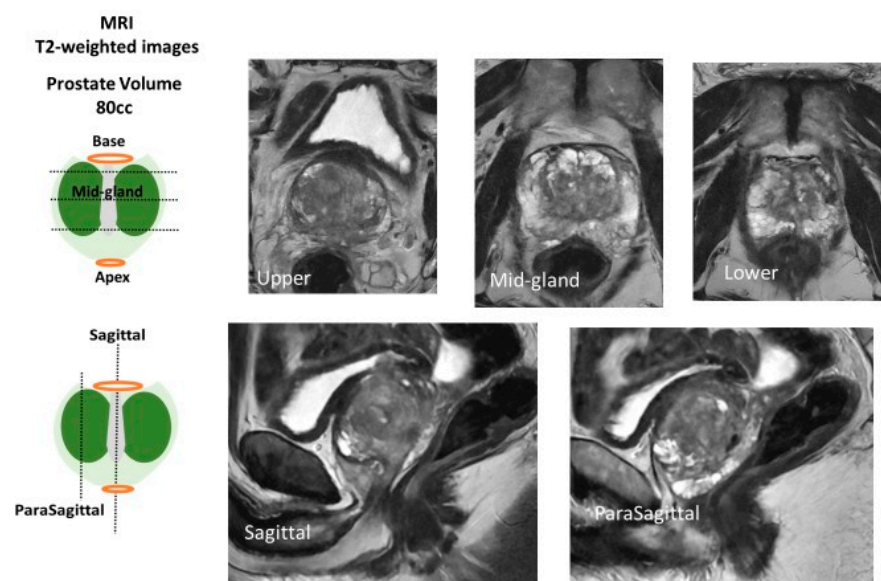 MRI
T2-weighted images
Prostate Volume
80cc
Base
Mid-gland
Apex
Upper
Mid-gland
Lower
Sagittal
ParaSagittal
Sagittal
ParaSagittal